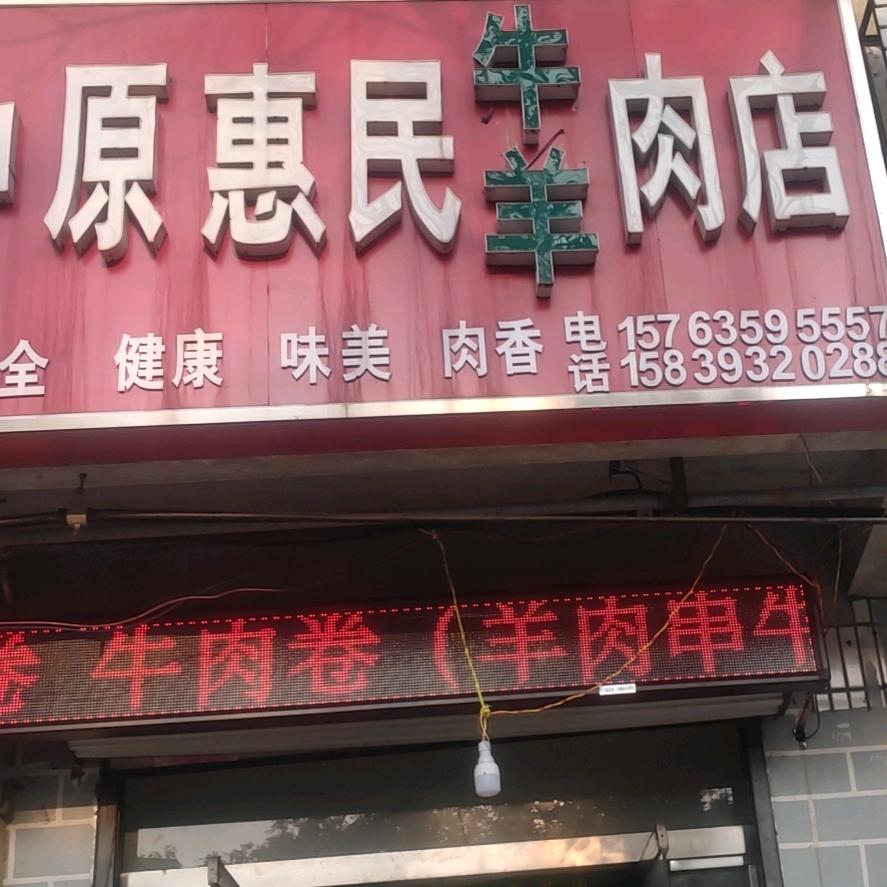 原惠民牛羊肉店
全 健康 味美 肉香 电话 15763595557
15839320288
牛肉卷（羊肉串牛